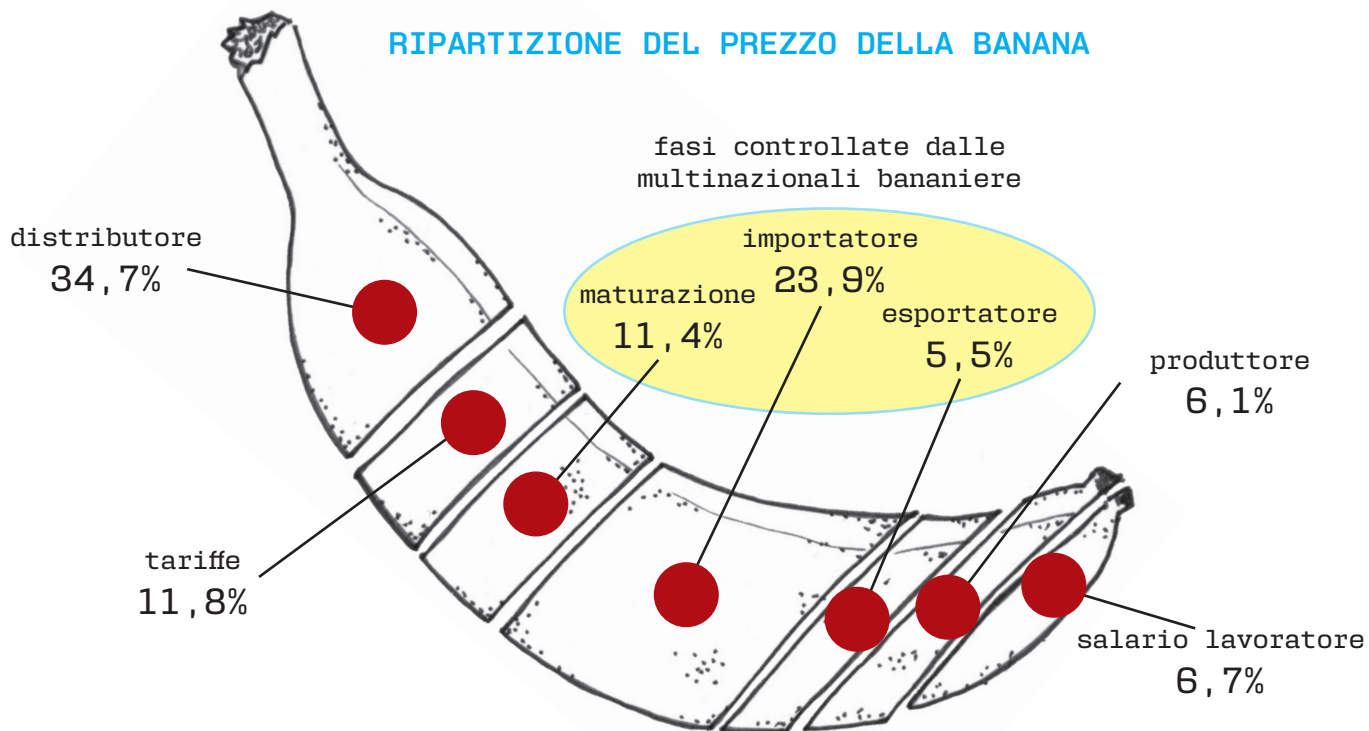 RIPARTIZIONE DEL PREZZO DELLA BANANA
fasi controllate dalle
multinazionali bananiere
distributore
34,7%
importatore
23,9%
maturazione
11,4%
esportatore
5,5%
produttore
6,1%
tariffe
11,8%
salario lavoratore
6,7%